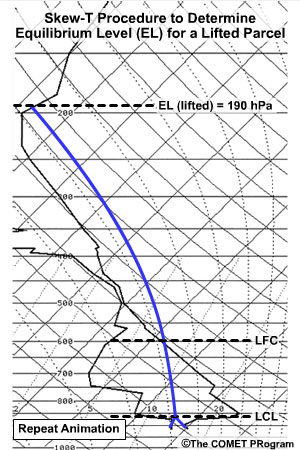 Skew-T Procedure to Determine
Equilibrium Level (EL) for a Lifted Parcel
EL (lifted) = 190 hPa
200
300
400
500
600
LFC
700
800
5
10
20
LCL
Repeat Animation
©The COMET PRogram
1000